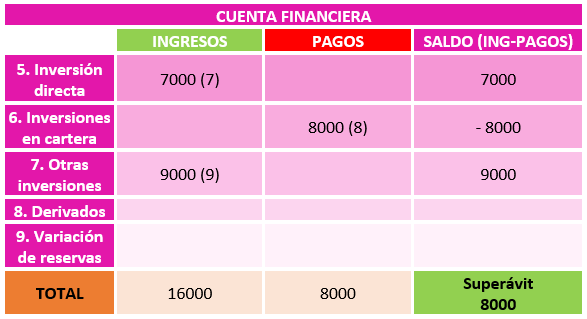 CUENTA FINANCIERA
INGRESOS PAGOS SALDO (ING-PAGOS)
5. Inversión
directa
7000 (7) 7000
6. Inversiones
en cartera
8000 (8) - 8000
7. Otras
inversiones
9000 (9) 9000
8. Derivados
9. Variación
de reservas
TOTAL 16000 8000 Superávit
8000